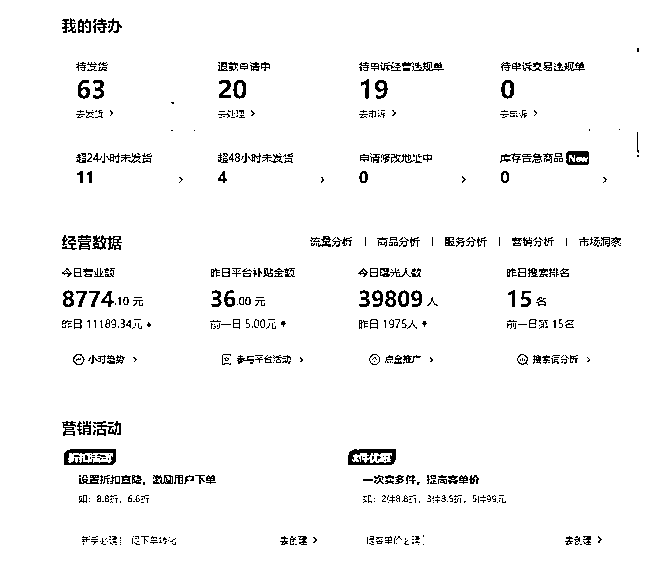 我的待办
待发货 退款申请中 待申诉经营违规单 待申诉交易违规单
63 20 19 0
去发货 > 去处理 > 去申诉 > 去申诉 >
超24小时未发货 超48小时未发货 申请修改地址中 库存告急商品 New
11 > 4 > 0 > 0 >
经营数据 流量分析 | 商品分析 | 服务分析 | 营销分析 | 市场洞察
今日营业额 昨日平台补贴金额 今日曝光人数 昨日搜索排名
8774.10 元 36.00 元 39809 人 15 名
昨日 11189.34元 前一日 5.00元 昨日 1975人 前一日第 15名
小时趋势 > 参与平台活动 > 点金推广 > 搜索词分析 >
营销活动
折扣活动 多件优惠
设置折扣直降，激励用户下单 一次卖多件，提高客单价
如：8.8折，6.6折 如：2件8.8折，3件8.5折，5件99元
新手必选！促下单转化 去创建 > 提客单价必选！ 去创建 >